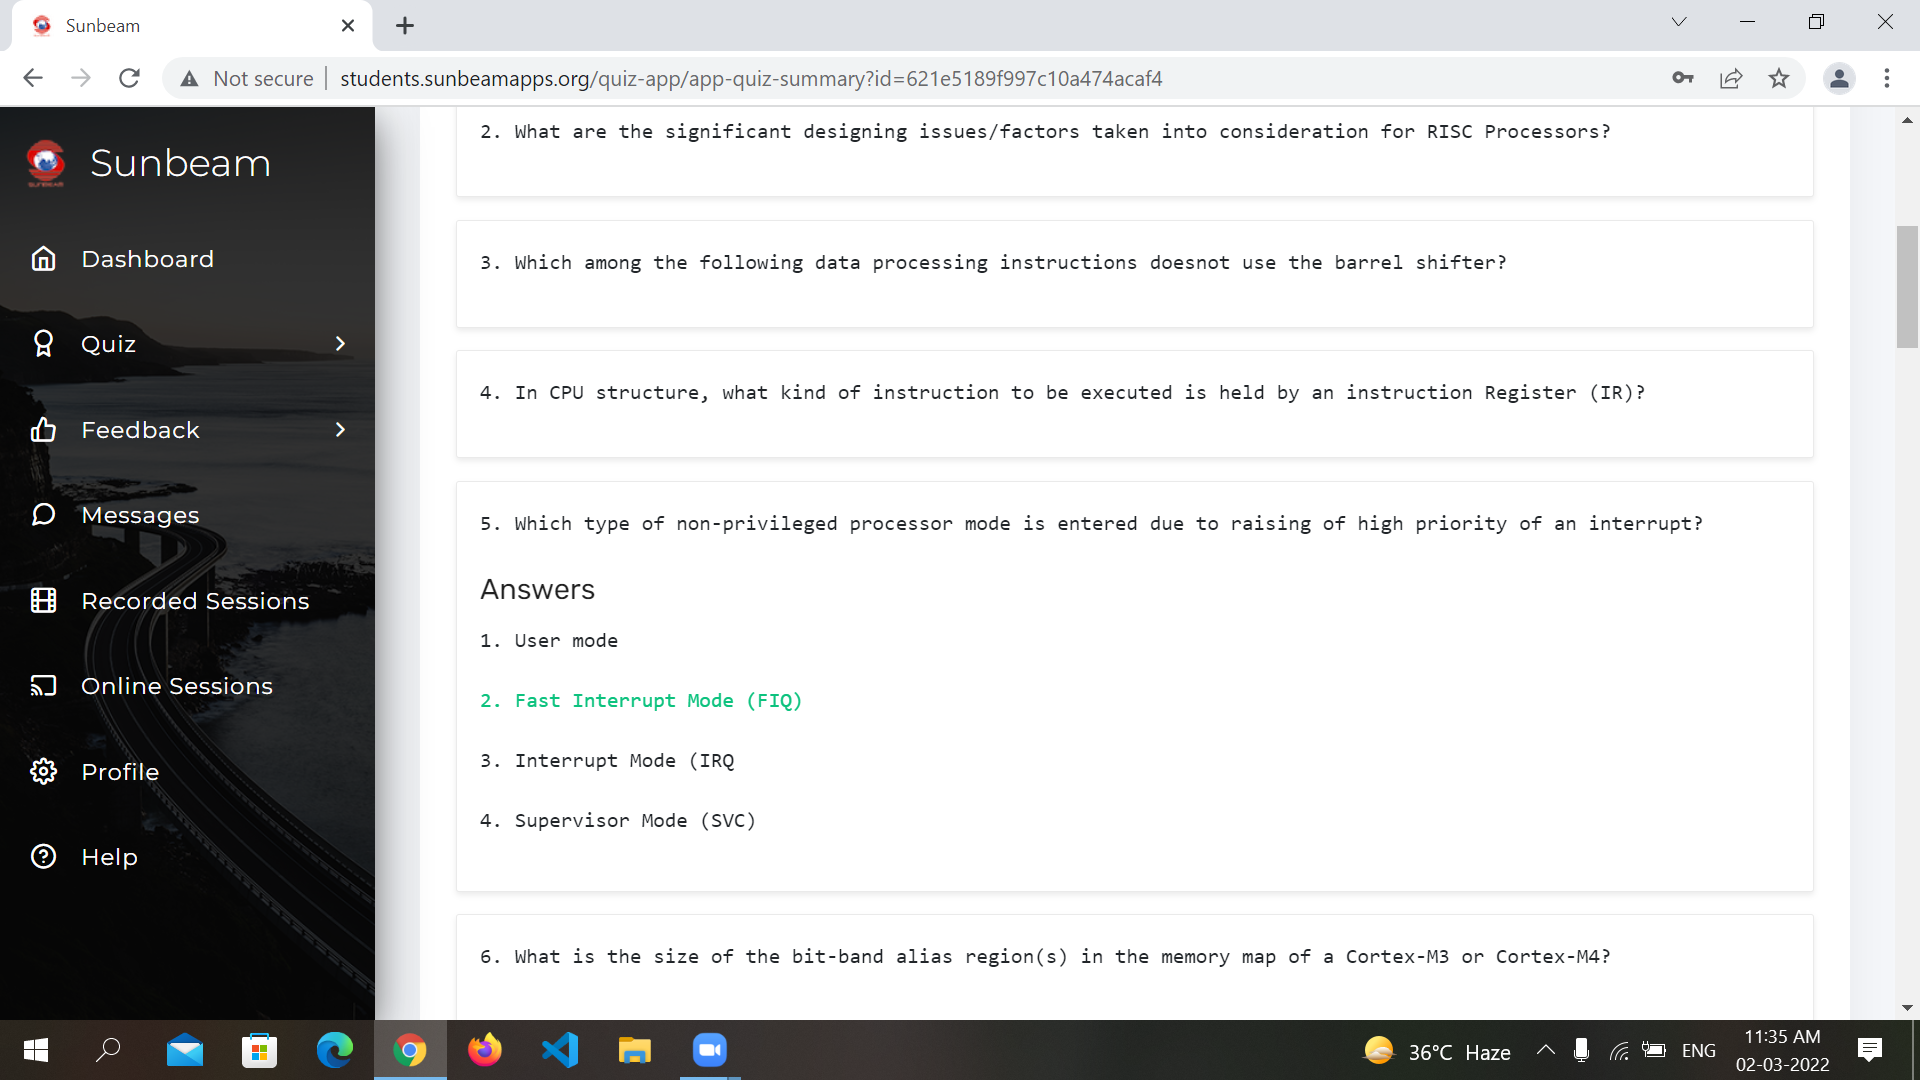 Sunbeam
Not secure
students.sunbeamapps.org/quiz-app/app-quiz-summary?id=621e5189f997c10a474acaf4
Sunbeam
Dashboard
Quiz
Feedback
Messages
Recorded Sessions
Online Sessions
Profile
Help
2. What are the significant designing issues/factors taken into consideration for RISC Processors?
3. Which among the following data processing instructions doesnot use the barrel shifter?
4. In CPU structure, what kind of instruction to be executed is held by an instruction Register (IR)?
5. Which type of non-privileged processor mode is entered due to raising of high priority of an interrupt?
Answers
1. User mode
2. Fast Interrupt Mode (FIQ)
3. Interrupt Mode (IRQ
4. Supervisor Mode (SVC)
6. What is the size of the bit-band alias region(s) in the memory map of a Cortex-M3 or Cortex-M4?
36°C Haze
ENG
11:35 AM
02-03-2022